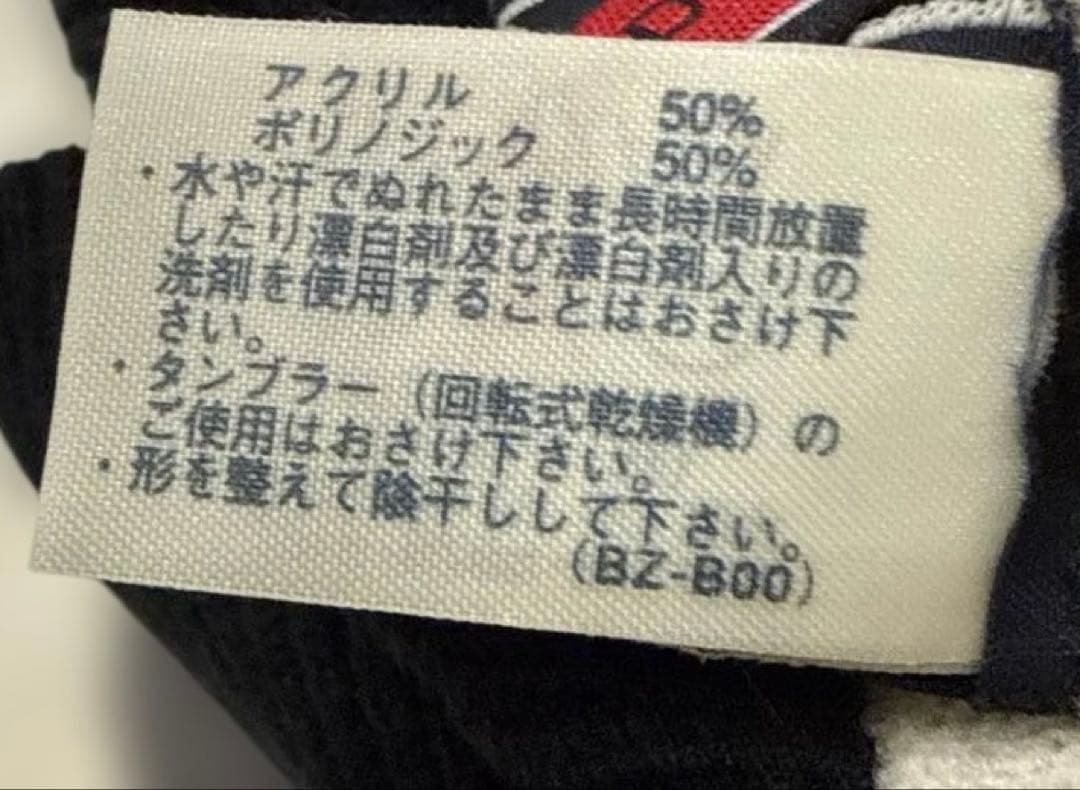 アクリル 50%
ポリノジック 50%
・水や汗でぬれたまま長時間放置
したり漂白剤及び漂白剤入りの
洗剤を使用することはおさけ下
さい。
・タンブラー（回転式乾燥機）の
ご使用はおさけ下さい。
・形を整えて陰干しして下さい。
（BZ-B00）